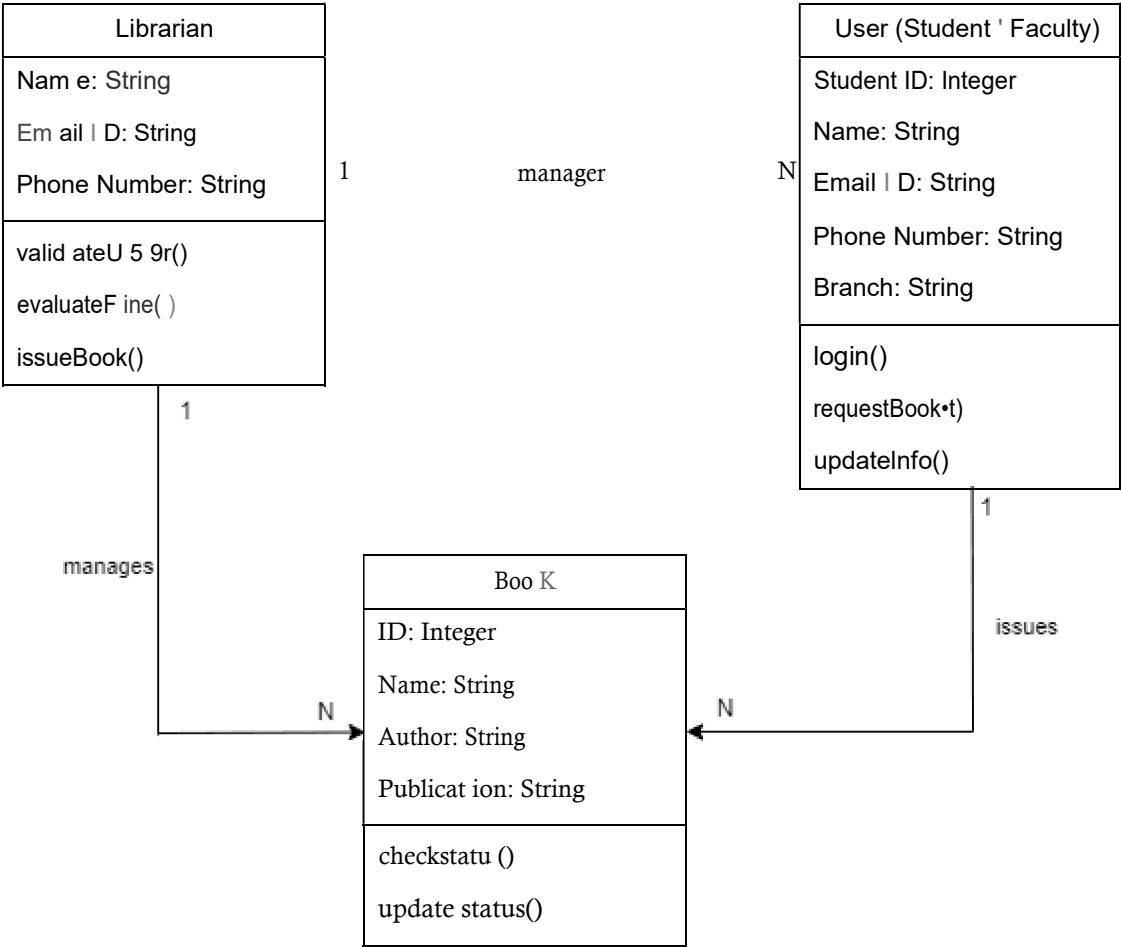 Librarian
Nam e: String
Em ail I D: String
Phone Number: String
valid ateU 5 9r()
evaluateF ine( )
issueBook()
1
manager
N
User (Student ' Faculty)
Student ID: Integer
Name: String
Email I D: String
Phone Number: String
Branch: String
login()
requestBook•t)
updateInfo()
1
manages
N
1
issues
N
Boo K
ID: Integer
Name: String
Author: String
Publicat ion: String
checkstatu ()
update status()